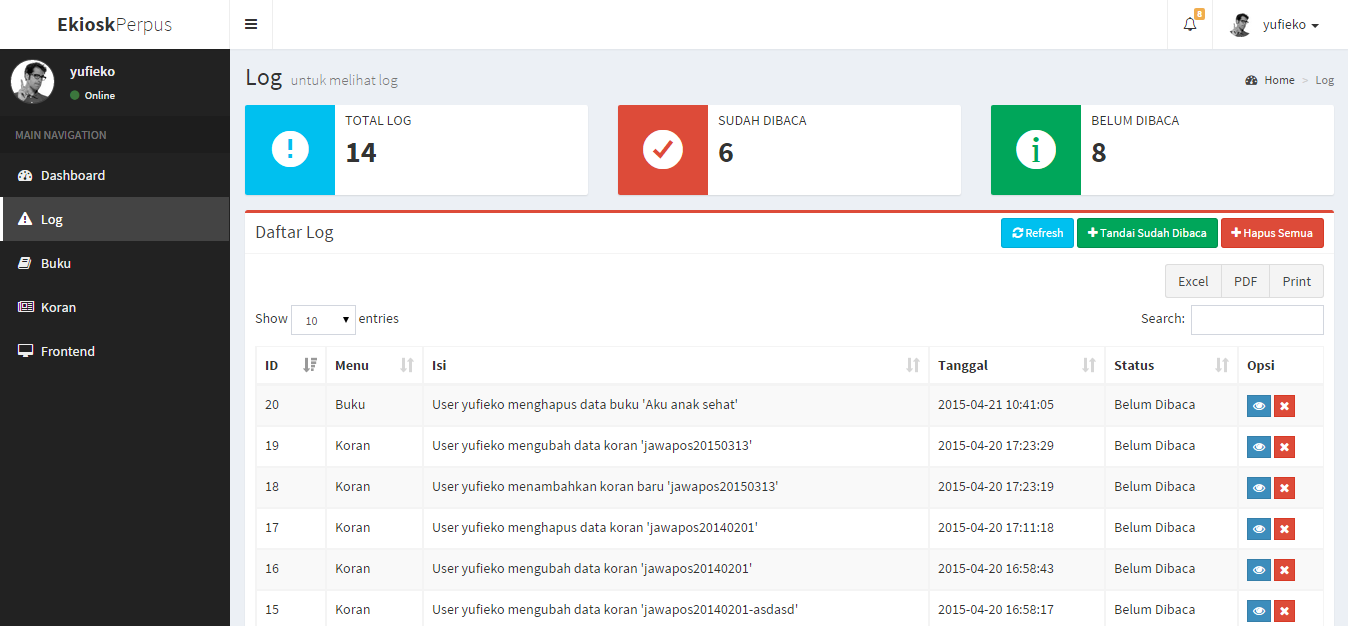 EkioskPerpus
8
yufieko
yufieko
Online
MAIN NAVIGATION
Dashboard
Log
Buku
Koran
Frontend
Log untuk melihat log
Home > Log
TOTAL LOG
14
SUDAH DIBACA
6
BELUM DIBACA
8
Daftar Log
Refresh
Tandai Sudah Dibaca
Hapus Semua
Excel PDF Print
Show 10 entries
Search:
ID Menu Isi Tanggal Status Opsi
20 Buku User yufieko menghapus data buku 'Aku anak sehat' 2015-04-21 10:41:05 Belum Dibaca
19 Koran User yufieko mengubah data koran 'jawapos20150313' 2015-04-20 17:23:29 Belum Dibaca
18 Koran User yufieko menambahkan koran baru 'jawapos20150313' 2015-04-20 17:23:19 Belum Dibaca
17 Koran User yufieko menghapus data koran 'jawapos20140201' 2015-04-20 17:11:18 Belum Dibaca
16 Koran User yufieko mengubah data koran 'jawapos20140201' 2015-04-20 16:58:43 Belum Dibaca
15 Koran User yufieko mengubah data koran 'jawapos20140201-asdasd' 2015-04-20 16:58:17 Belum Dibaca